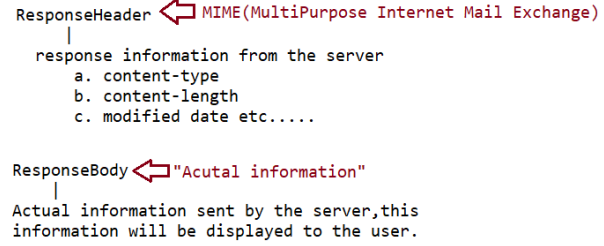 ResponseHeader MIME(MultiPurpose Internet Mail Exchange)
response information from the server
a. content-type
b. content-length
c. modified date etc.....
ResponseBody "Acutal information"
Actual information sent by the server,this
information will be displayed to the user.